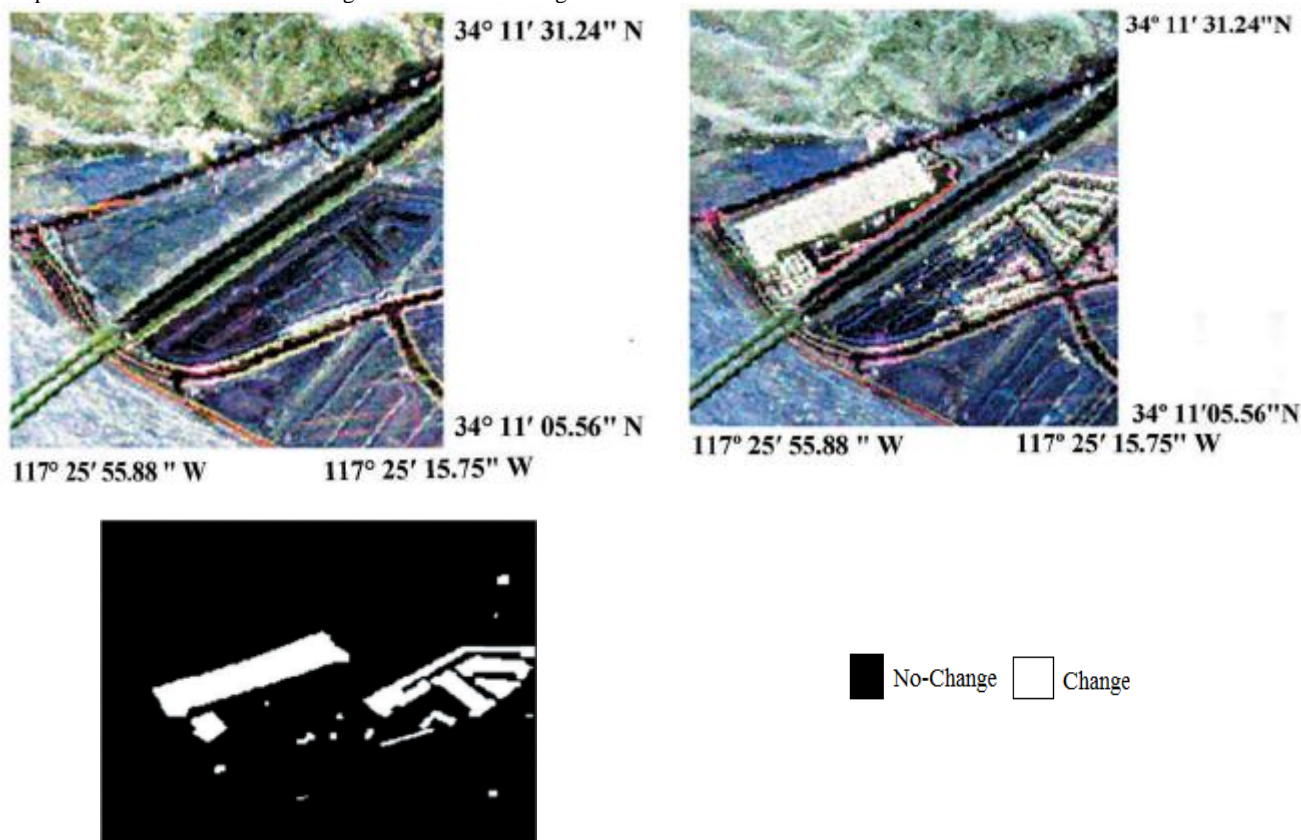 34° 11′ 31.24" N
34° 11′ 31.24" N
34° 11′ 05.56" N
34° 11′05.56" N
117° 25′ 55.88 " W
117° 25′ 15.75" W
117° 25′ 55.88 " W
117° 25′ 15.75" W
No-Change
Change